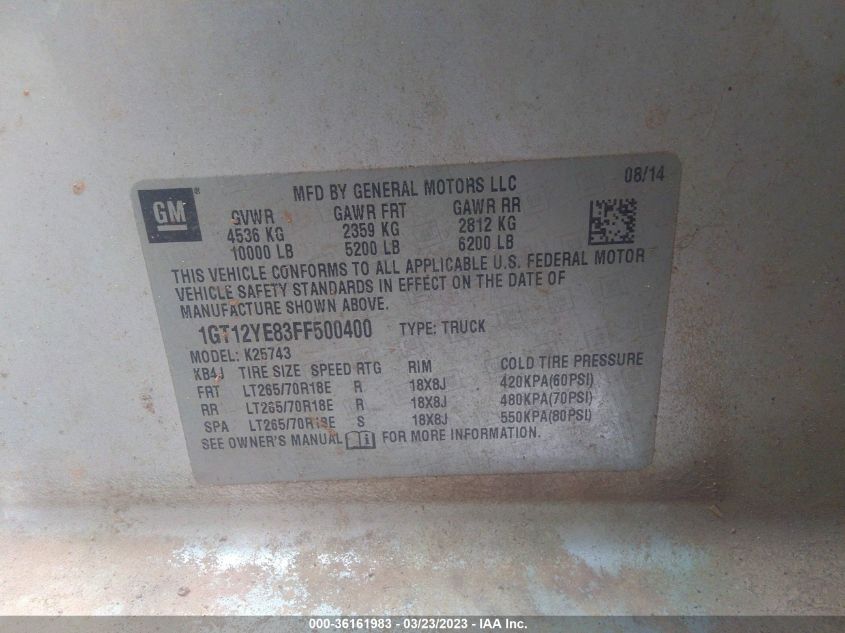 GM® MFD BY GENERAL MOTORS LLC 08/14
GVWR GAWR FRT GAWR RR
4536 KG 2359 KG 2812 KG
10000 LB 5200 LB 6200 LB
THIS VEHICLE CONFORMS TO ALL APPLICABLE U.S. FEDERAL MOTOR
VEHICLE SAFETY STANDARDS IN EFFECT ON THE DATE OF
MANUFACTURE SHOWN ABOVE.
1GT12YE83FF500400 TYPE: TRUCK
MODEL: K25743
KB4J TIRE SIZE SPEED RTG RIM COLD TIRE PRESSURE
FRT LT265/70R18E R 18X8J 420KPA(60PSI)
RR LT265/70R18E R 18X8J 480KPA(70PSI)
SPA LT265/70R18E S 18X8J 550KPA(80PSI)
SEE OWNER'S MANUAL FOR MORE INFORMATION.
000-36161983 - 03/23/2023 - IAA Inc.